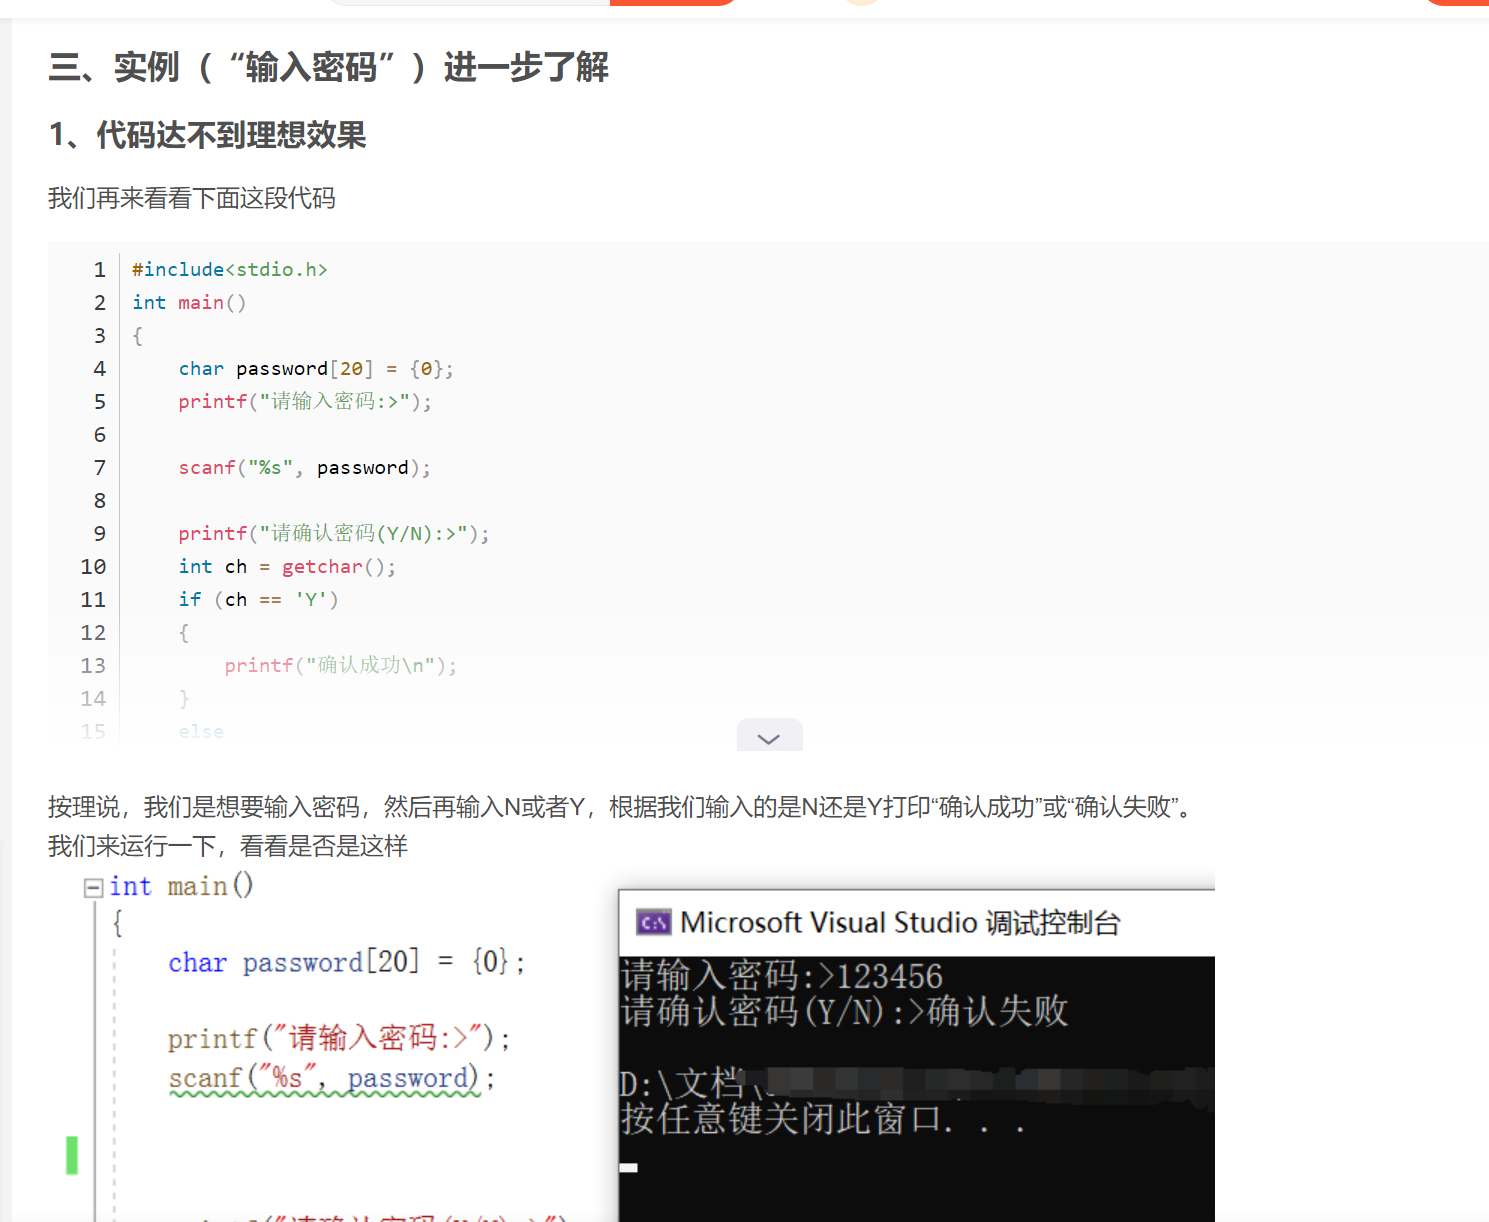 三、实例（“输入密码”）进一步了解
1、代码达不到理想效果
我们再来看看下面这段代码
1 #include<stdio.h>
2 int main()
3 {
4     char password[20] = {0};
5     printf("请输入密码:>");
6
7     scanf("%s", password);
8
9     printf("请确认密码(Y/N):>");
10     int ch = getchar();
11     if (ch == 'Y')
12     {
13         printf("确认成功\n");
14     }
15     else
按理说，我们是想要输入密码，然后再输入N或者Y，根据我们输入的是N还是Y打印“确认成功”或“确认失败”。
我们来运行一下，看看是否是这样
int main()
{
char password[20] = {0};
printf("请输入密码:>");
scanf("%s", password);
Microsoft Visual Studio 调试控制台
请输入密码:>123456
请确认密码(Y/N):>确认失败
D:\文档\
按任意键关闭此窗口. . .